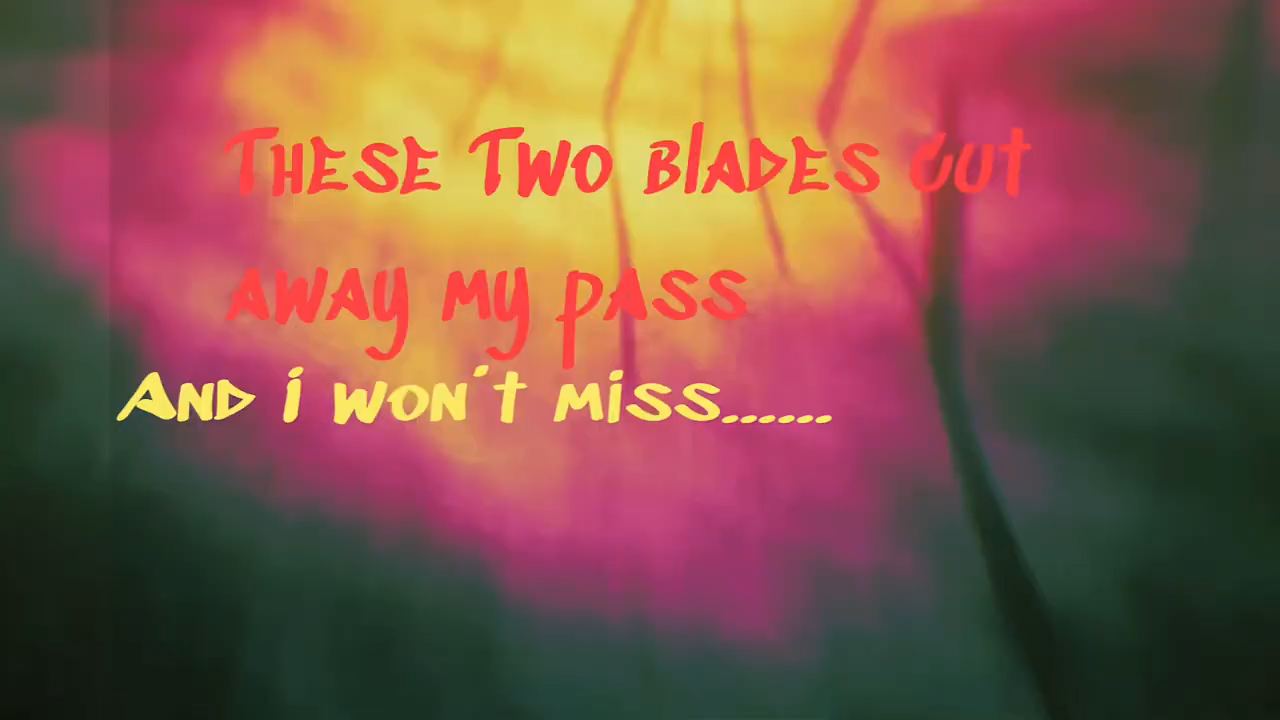 These Two blades cut
away my pass
And i won't miss......